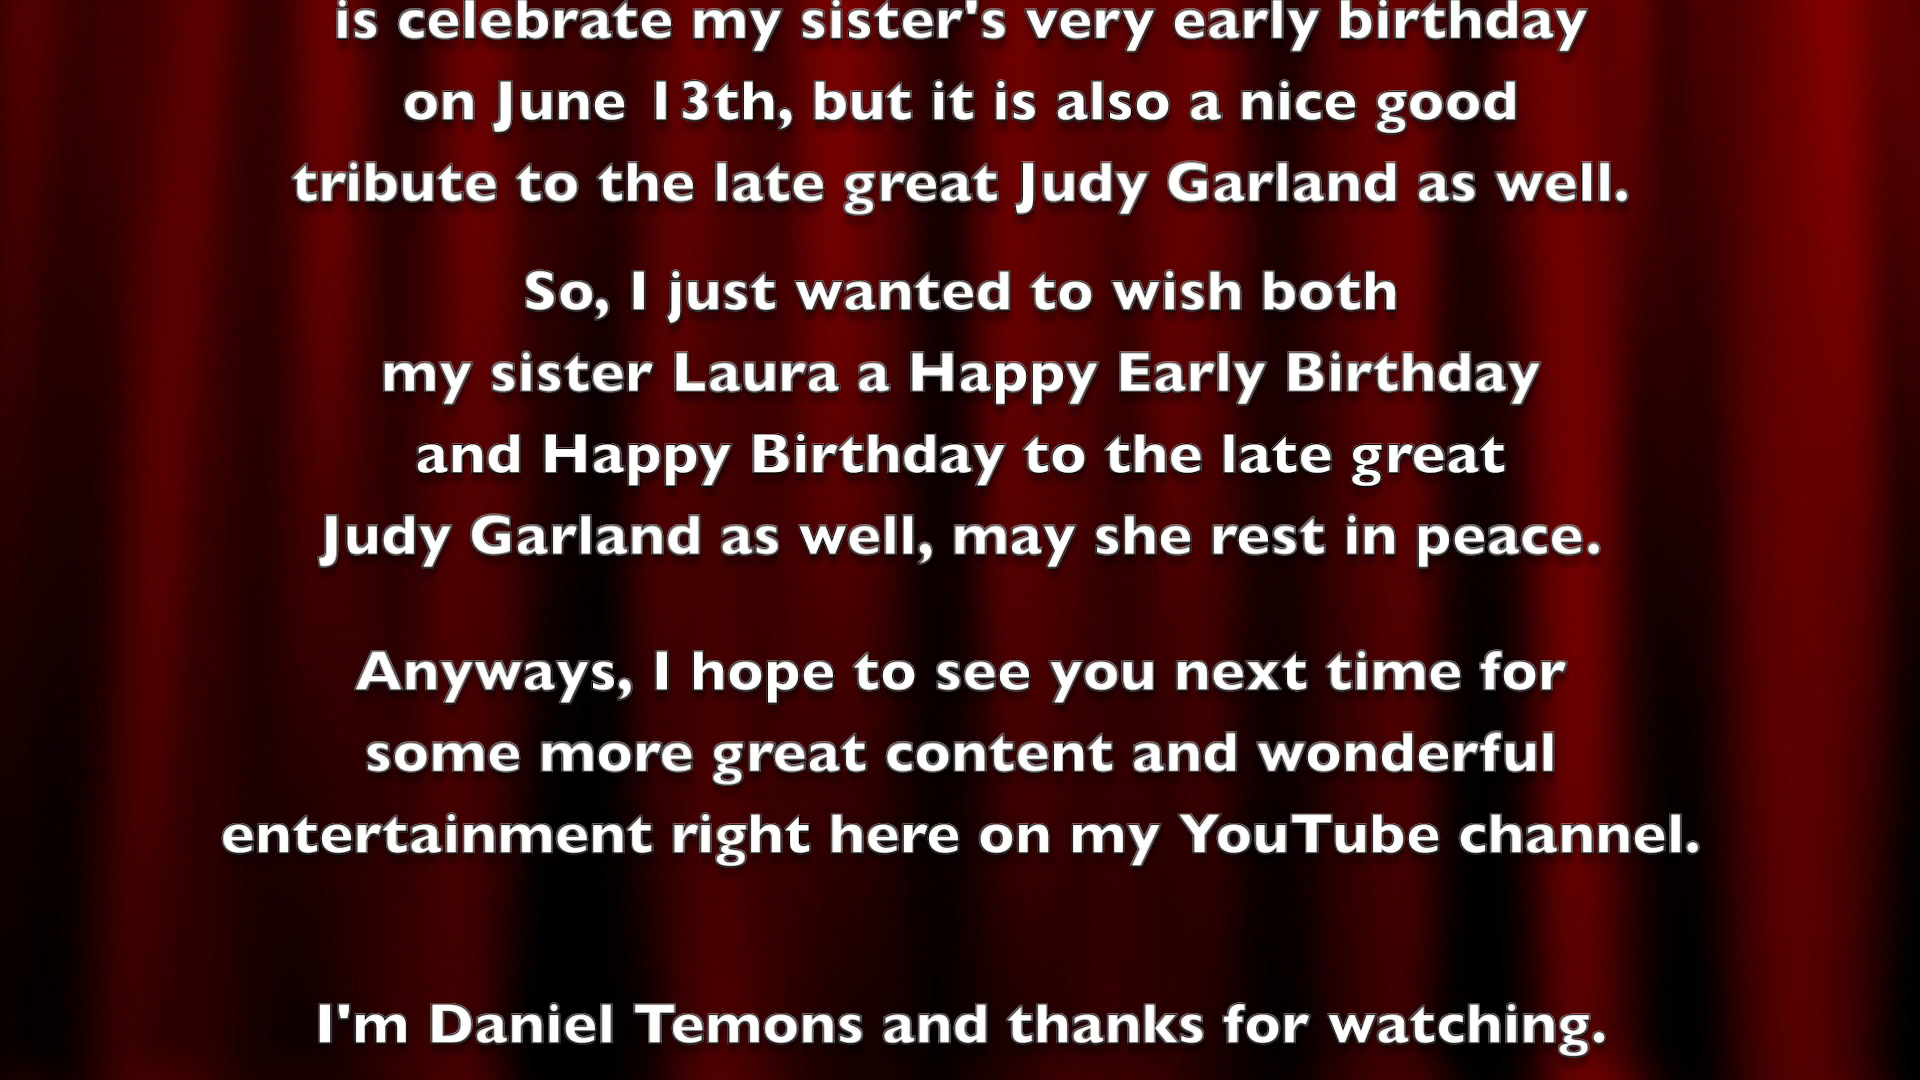 is celebrate my sister's very early birthday
on June 13th, but it is also a nice good
tribute to the late great Judy Garland as well.
So, I just wanted to wish both
my sister Laura a Happy Early Birthday
and Happy Birthday to the late great
Judy Garland as well, may she rest in peace.
Anyways, I hope to see you next time for
some more great content and wonderful
entertainment right here on my YouTube channel.
I'm Daniel Temons and thanks for watching.